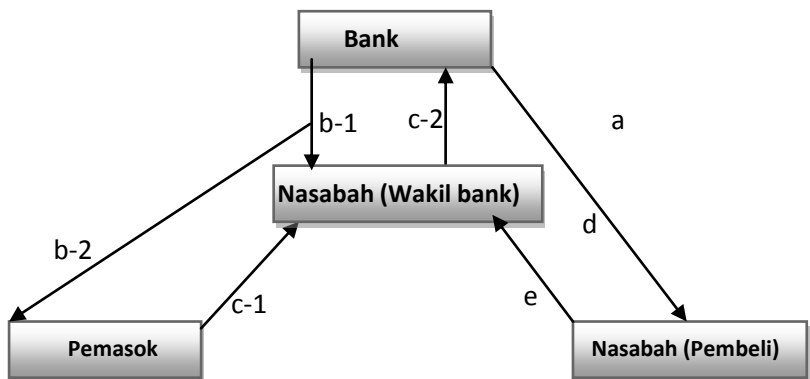 Bank
b-1
c-2
a
Nasabah (Wakil bank)
b-2
d
c-1
e
Pemasok
Nasabah (Pembeli)